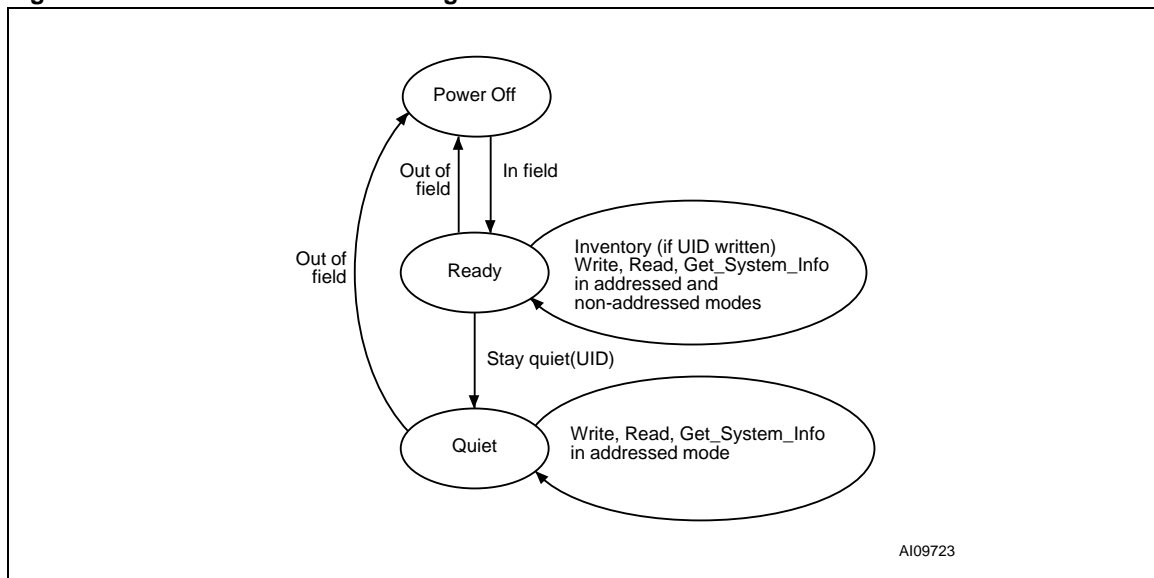 Power Off
Out of
field
In field
Out of
field
Ready
Inventory (if UID written)
Write, Read, Get_System_Info
in addressed and
non-addressed modes
Stay quiet(UID)
Quiet
Write, Read, Get_System_Info
in addressed mode
AI09723